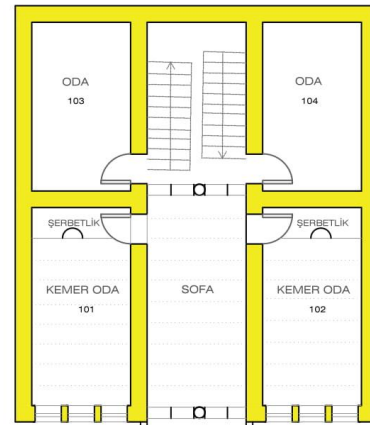 ODA
103
ODA
104
ŞERBETLİK
ŞERBETLİK
KEMER ODA
101
SOFA
KEMER ODA
102